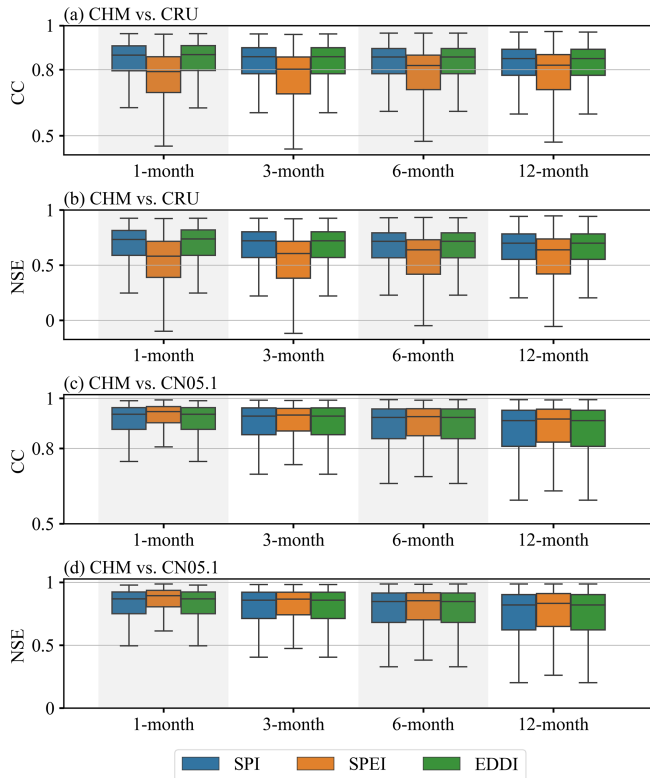 (a) CHM vs. CRU
1
0.8
0.5
CC
1-month 3-month 6-month 12-month
(b) CHM vs. CRU
1
0.5
0
NSE
1-month 3-month 6-month 12-month
(c) CHM vs. CN05.1
1
0.8
0.5
CC
1-month 3-month 6-month 12-month
(d) CHM vs. CN05.1
1
0.5
0
NSE
1-month 3-month 6-month 12-month
SPI SPEI EDDI